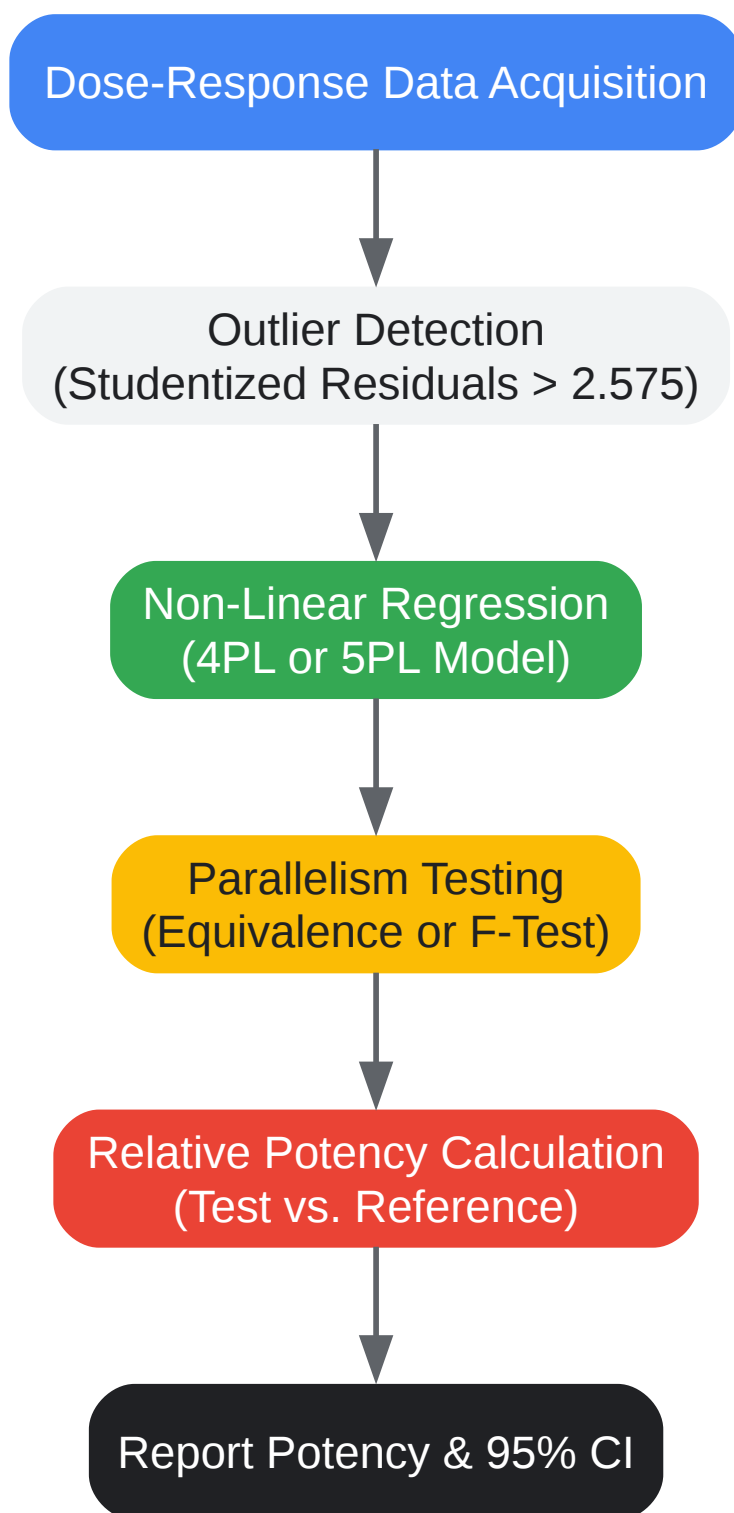 Dose-Response Data Acquisition
Outlier Detection
(Studentized Residuals > 2.575)
Non-Linear Regression
(4PL or 5PL Model)
Parallelism Testing
(Equivalence or F-Test)
Relative Potency Calculation
(Test vs. Reference)
Report Potency & 95% CI